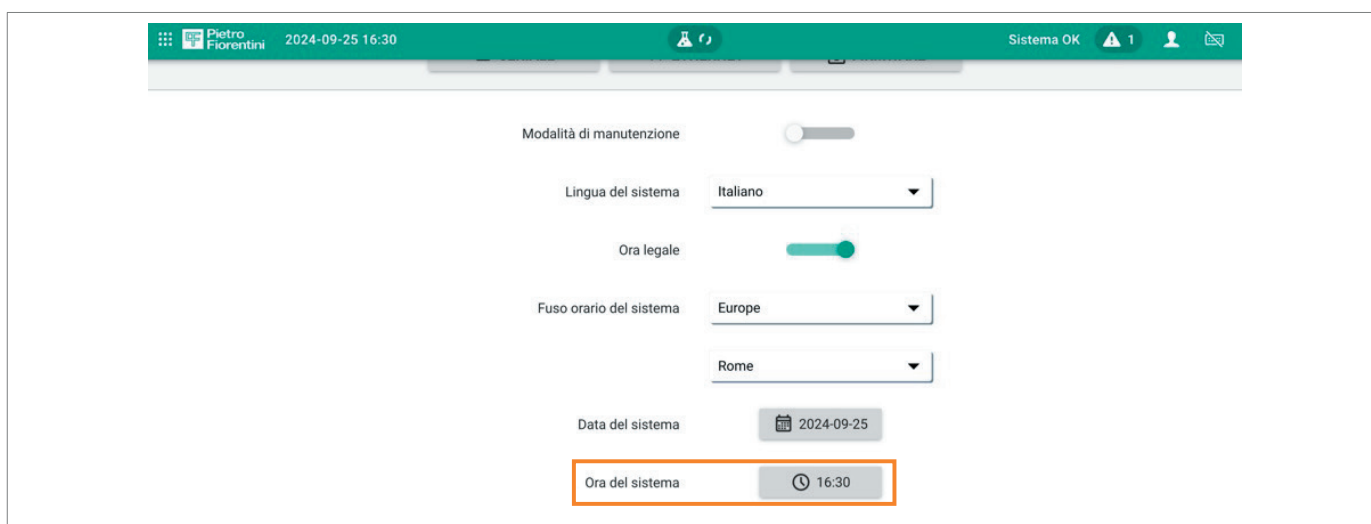 Pietro
Fiorentini
2024-09-25 16:30
Sistema OK
1
Modalità di manutenzione
Lingua del sistema
Italiano
Ora legale
Fuso orario del sistema
Europe
Rome
Data del sistema
2024-09-25
Ora del sistema
16:30